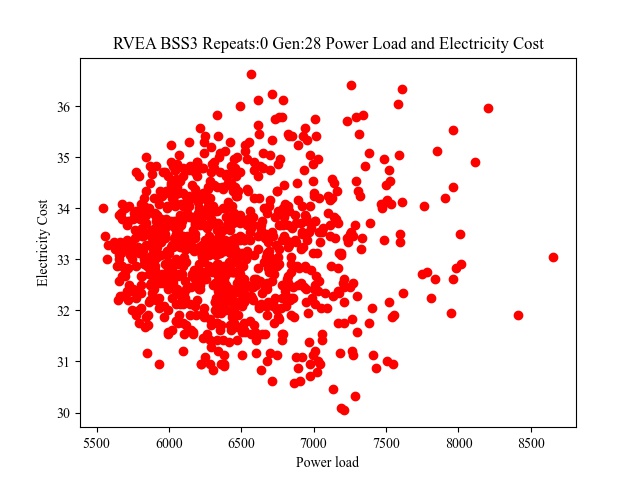 RVEA BSS3 Repeats:0 Gen:28 Power Load and Electricity Cost
36
35
34
33
32
31
30
Electricity Cost
5500 6000 6500 7000 7500 8000 8500
Power load